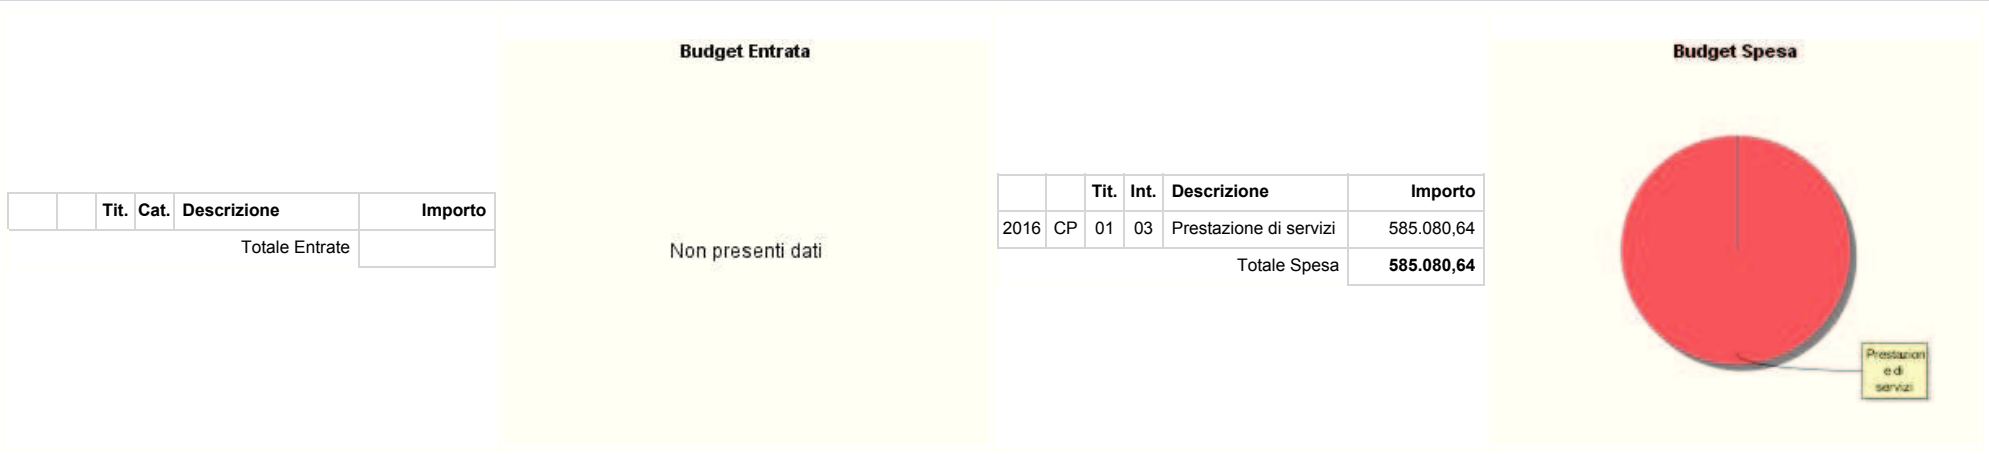 Tit. Cat. Descrizione Importo
Totale Entrate
Budget Entrata
Non presenti dati
Tit. Int. Descrizione Importo
2016 CP 01 03 Prestazione di servizi 585.080,64
Totale Spesa 585.080,64
Budget Spesa
Prestazion
e di
servizi